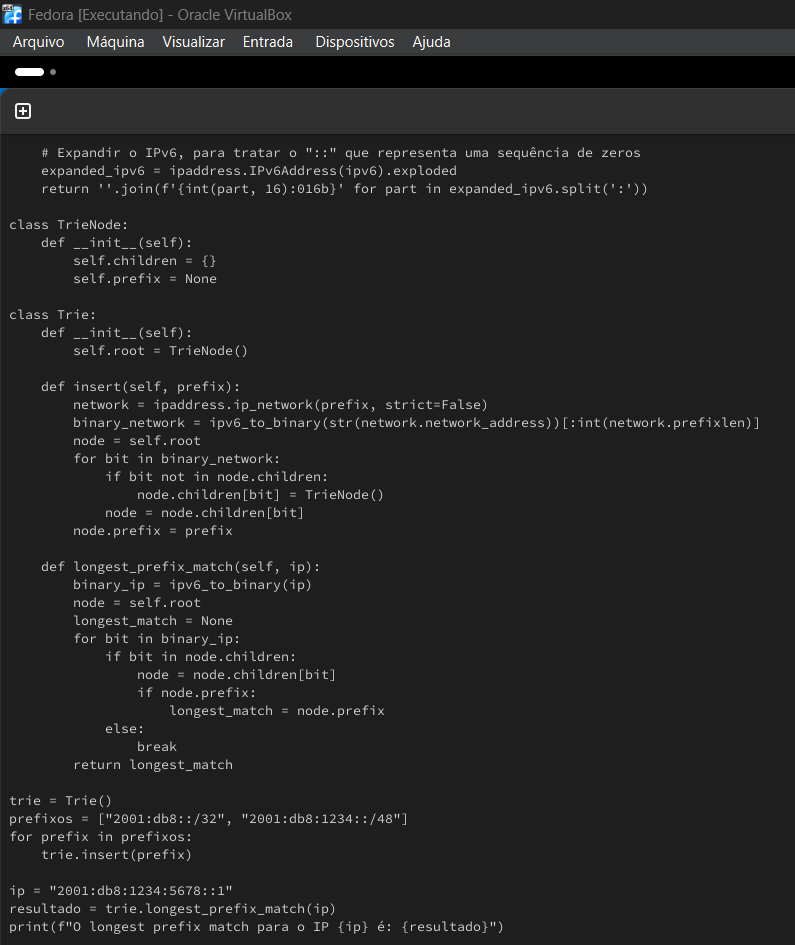 x64
Fedora [Executando] - Oracle VirtualBox
Arquivo Máquina Visualizar Entrada Dispositivos Ajuda
    # Expandir o IPv6, para tratar o "::" que representa uma sequência de zeros
    expanded_ipv6 = ipaddress.IPv6Address(ipv6).exploded
    return ''.join(f'{int(part, 16):016b}' for part in expanded_ipv6.split(':'))

class TrieNode:
    def __init__(self):
        self.children = {}
        self.prefix = None

class Trie:
    def __init__(self):
        self.root = TrieNode()

    def insert(self, prefix):
        network = ipaddress.ip_network(prefix, strict=False)
        binary_network = ipv6_to_binary(str(network.network_address))[:int(network.prefixlen)]
        node = self.root
        for bit in binary_network:
            if bit not in node.children:
                node.children[bit] = TrieNode()
            node = node.children[bit]
        node.prefix = prefix

    def longest_prefix_match(self, ip):
        binary_ip = ipv6_to_binary(ip)
        node = self.root
        longest_match = None
        for bit in binary_ip:
            if bit in node.children:
                node = node.children[bit]
                if node.prefix:
                    longest_match = node.prefix
            else:
                break
        return longest_match

trie = Trie()
prefixos = ["2001:db8::/32", "2001:db8:1234::/48"]
for prefix in prefixos:
    trie.insert(prefix)

ip = "2001:db8:1234:5678::1"
resultado = trie.longest_prefix_match(ip)
print(f"O longest prefix match para o IP {ip} é: {resultado}")